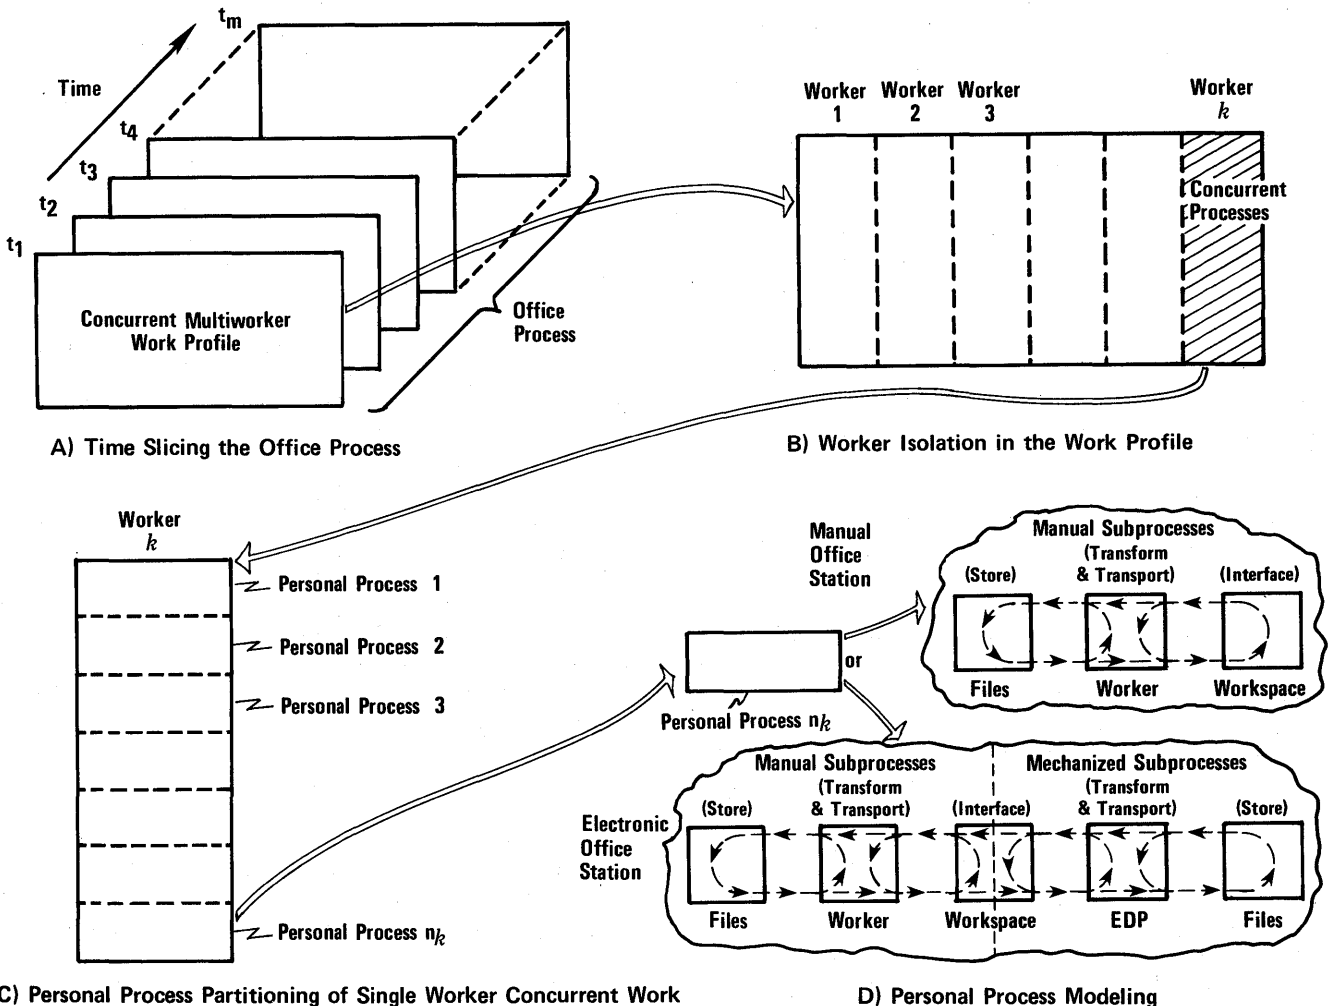 tm
Time
t4
t3
t2
t1
Concurrent Multiworker
Work Profile
Office
Process
A) Time Slicing the Office Process
Worker Worker Worker Worker
1 2 3 k
Concurrent
Processes
B) Worker Isolation in the Work Profile
Worker
k
Personal Process 1
Personal Process 2
Personal Process 3
Personal Process nk
C) Personal Process Partitioning of Single Worker Concurrent Work
Manual
Office
Station
Manual Subprocesses
(Transform
(Store) & Transport) (Interface)
Files Worker Workspace
or
Personal Process nk
Electronic
Office
Station
Manual Subprocesses Mechanized Subprocesses
(Transform (Transform
(Store) & Transport) (Interface) & Transport) (Store)
Files Worker Workspace EDP Files
D) Personal Process Modeling